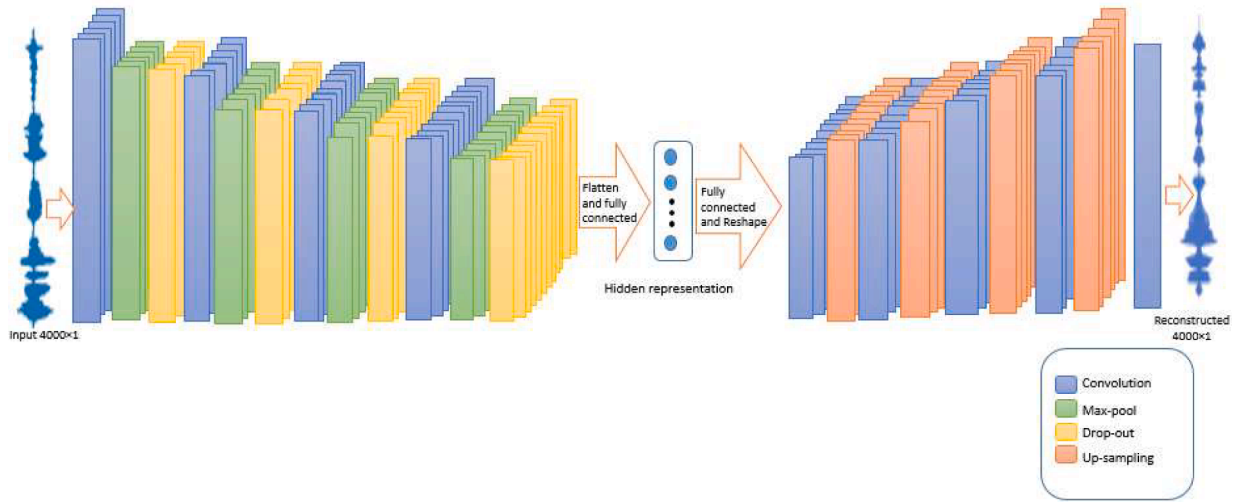 Input 4000×1
Flatten
and fully
connected
Hidden representation
Fully
connected
and Reshape
Reconstructed
4000×1
Convolution
Max-pool
Drop-out
Up-sampling